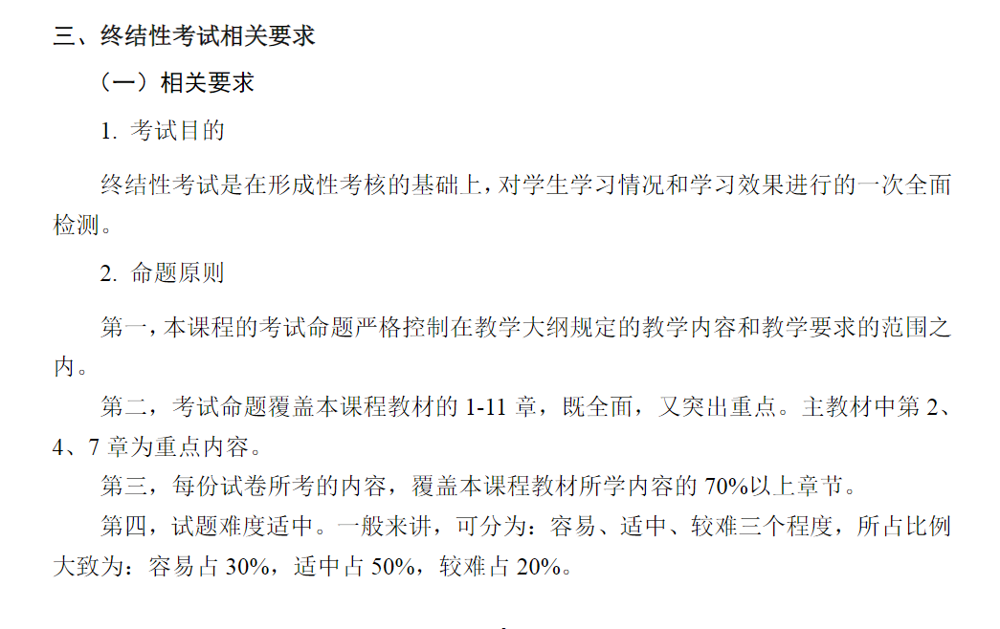 三、终结性考试相关要求
（一）相关要求
1. 考试目的
终结性考试是在形成性考核的基础上，对学生学习情况和学习效果进行的一次全面
检测。
2. 命题原则
第一，本课程的考试命题严格控制在教学大纲规定的教学内容和教学要求的范围之
内。
第二，考试命题覆盖本课程教材的 1-11 章，既全面，又突出重点。主教材中第 2、
4、7 章为重点内容。
第三，每份试卷所考的内容，覆盖本课程教材所学内容的 70%以上章节。
第四，试题难度适中。一般来讲，可分为：容易、适中、较难三个程度，所占比例
大致为：容易占 30%，适中占 50%，较难占 20%。